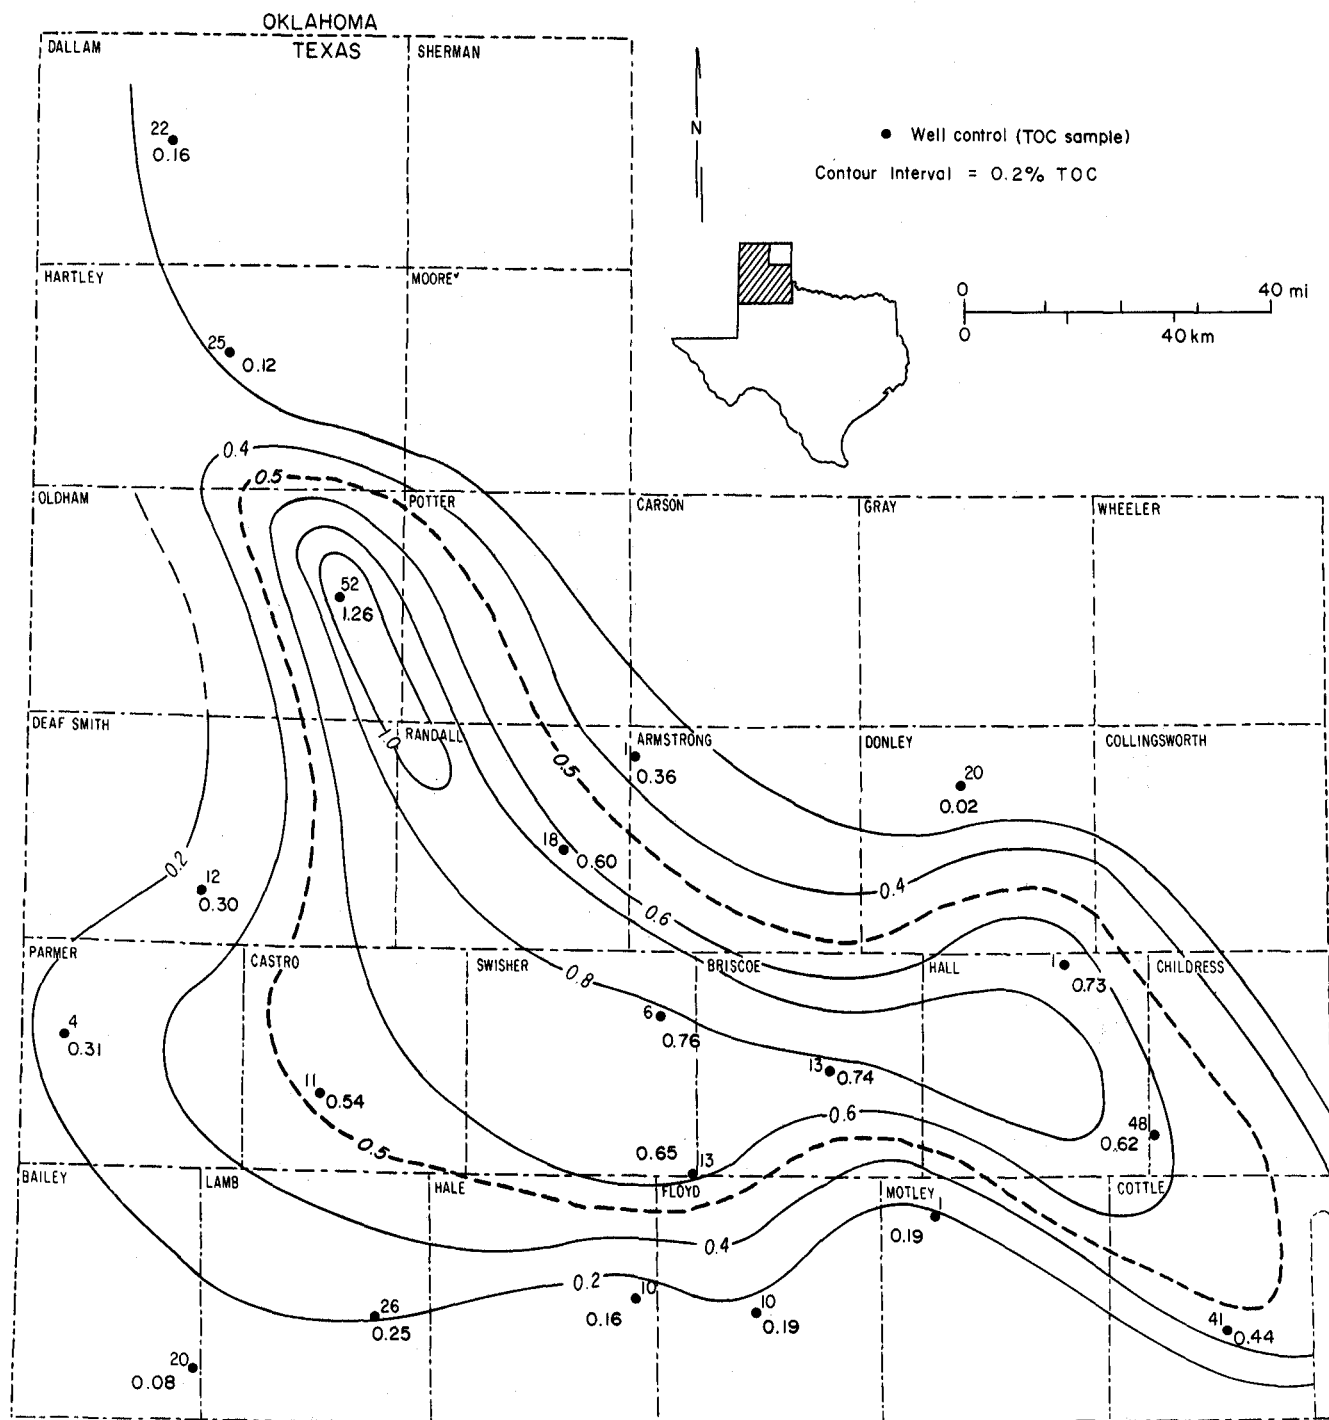 OKLAHOMA
TEXAS
DALLAM
SHERMAN
N
22
0.16
Well control (TOC sample)
Contour Interval = 0.2% TOC
HARTLEY
MOORE
0
40 mi
0
40 km
25
0.12
0.4
0.5
OLDHAM
POTTER
CARSON
GRAY
WHEELER
52
1.26
DEAF SMITH
1.0
RANDALL
0.5
1
ARMSTRONG
0.36
DONLEY
COLLINGSWORTH
20
0.02
18
0.60
0.2
12
0.30
0.4
0.6
PARMER
CASTRO
SWISHER
0.8
BRISCOE
HALL
1
0.73
CHILDRESS
4
0.31
6
0.76
13
0.74
11
0.54
0.6
48
0.62
0.5
0.65
13
BAILEY
LAMB
HALE
FLOYD
MOTLEY
1
0.19
COTTLE
0.4
0.2
10
0.16
10
0.19
26
0.25
41
0.44
20
0.08